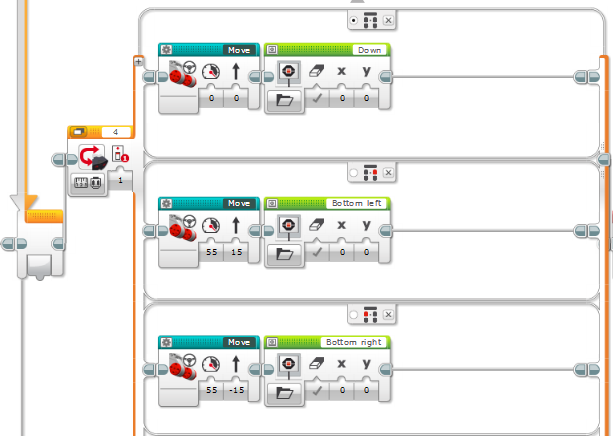 Move Down
x y
0 0 0 0
4
1
Move Bottom left
x y
55 15 0 0
Move Bottom right
x y
55 -15 0 0